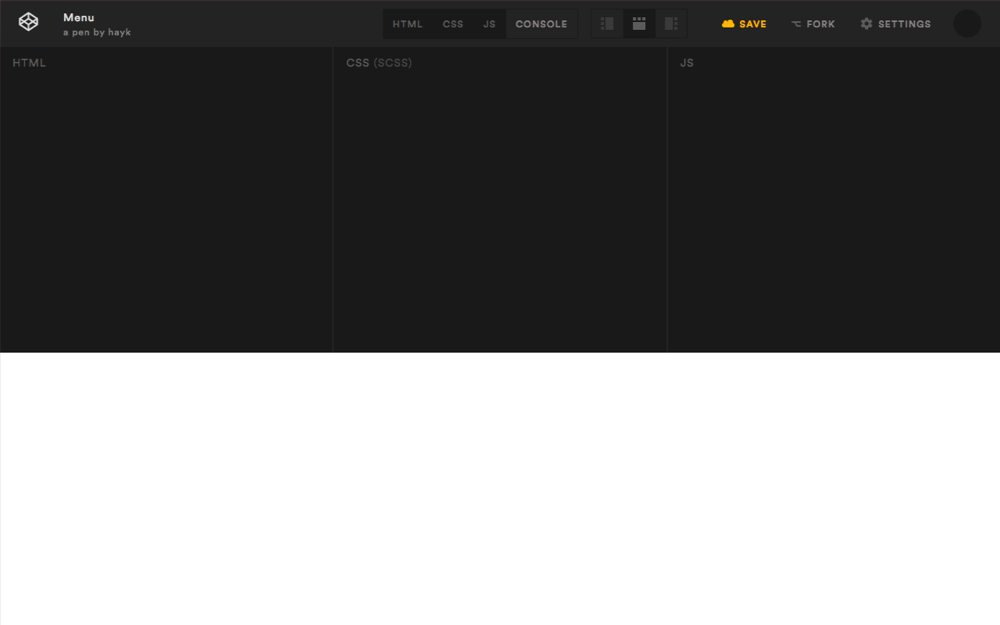 Menu
a pen by hayk
HTML CSS JS CONSOLE
SAVE
FORK
SETTINGS
HTML
CSS (SCSS)
JS